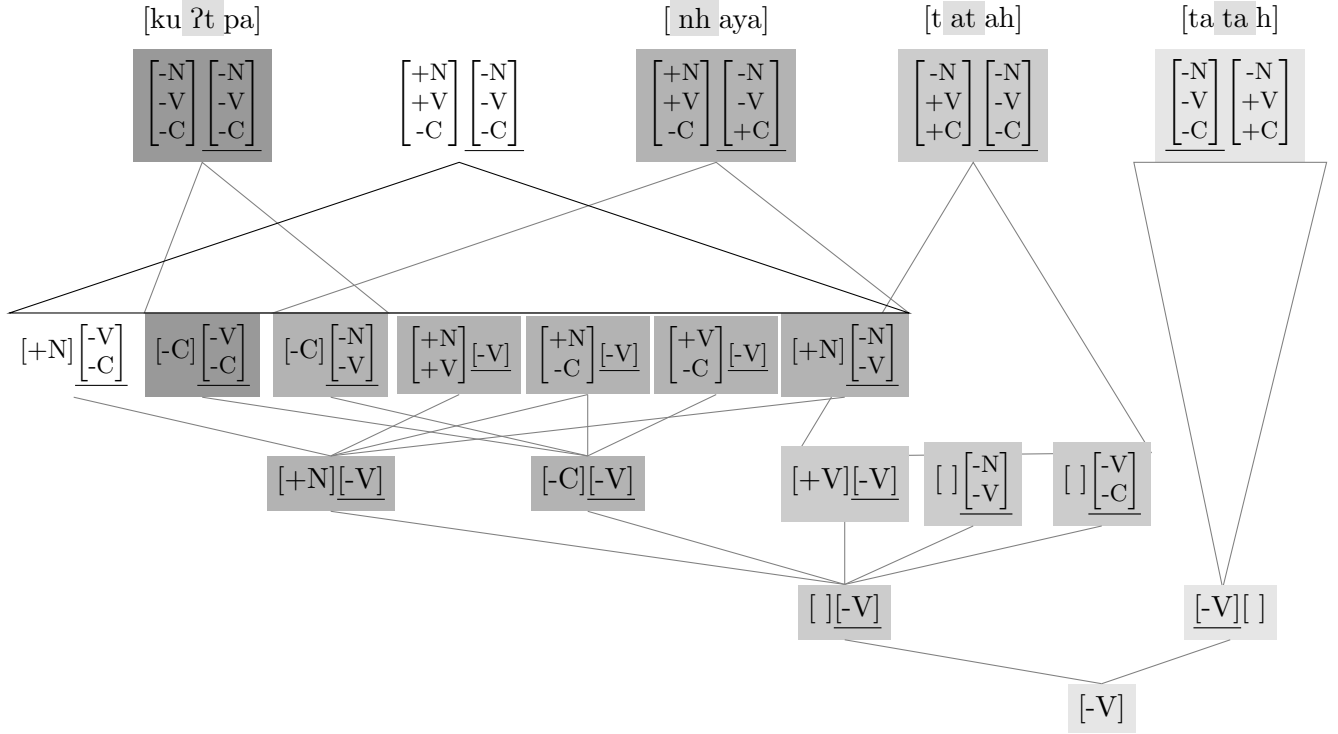 [ku ʔt pa] [ nh aya] [t at ah] [ta ta h]
[-N -V -C] [-N -V -C] [+N +V -C] [-N -V -C] [+N +V -C] [-N -V +C] [-N +V +C] [-N -V -C] [-N -V -C] [-N +V +C]
[+N] [-V -C] [-C] [-V -C] [-C] [-N -V] [+N +V] [-V] [+N -C] [-V] [+V -C] [-V] [+N] [-N -V]
[+N][-V] [-C][-V] [+V][-V] [ ] [-N -V] [ ] [-V -C]
[ ][-V] [-V][ ]
[-V]